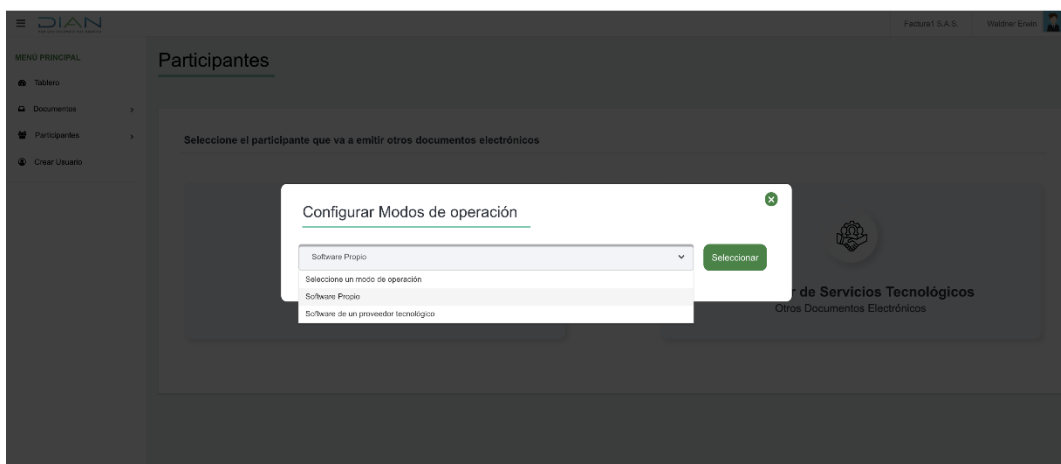 DIAN
Factura1 S.A.S.
Waldner Erwin
MENÚ PRINCIPAL
Tablero
Documentos
Participantes
Crear Usuario
Participantes
Seleccione el participante que va a emitir otros documentos electrónicos
Configurar Modos de operación
Software Propio
Seleccionar
Seleccione un modo de operación
Software Propio
Software de un proveedor tecnológico
r de Servicios Tecnológicos
Otros Documentos Electrónicos